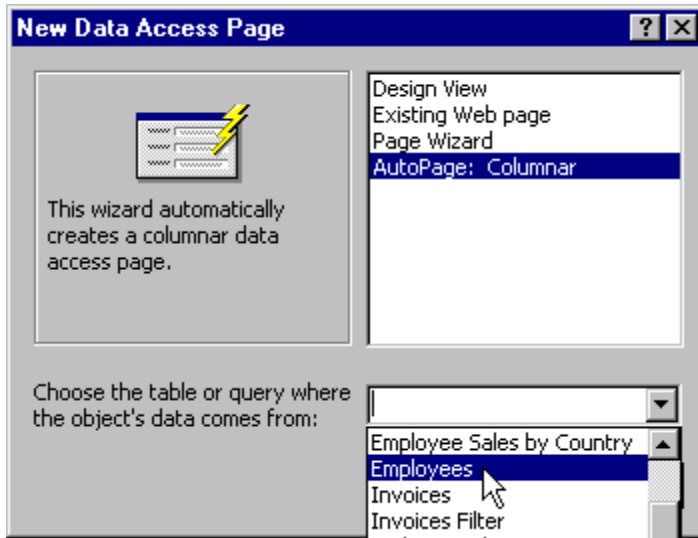 New Data Access Page
Design View
Existing Web page
Page Wizard
AutoPage: Columnar
This wizard automatically
creates a columnar data
access page.
Choose the table or query where
the object's data comes from:
Employee Sales by Country
Employees
Invoices
Invoices Filter